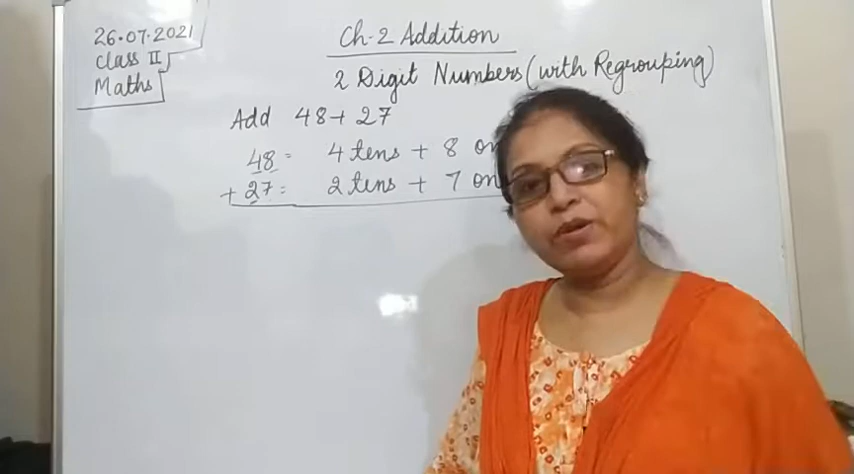 26.07.2021
Class II
Maths
Ch-2 Addition
2 Digit Numbers (with Regrouping)
Add 48+ 27
48 = 4 tens + 8
+ 27 = 2 tens + 7